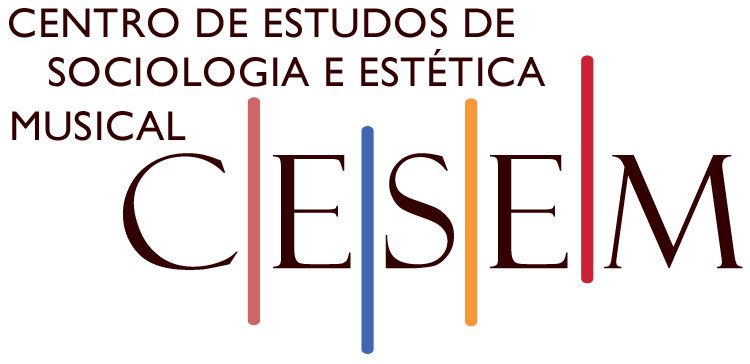 CENTRO DE ESTUDOS DE
SOCIOLOGIA E ESTÉTICA
MUSICAL
CESEM